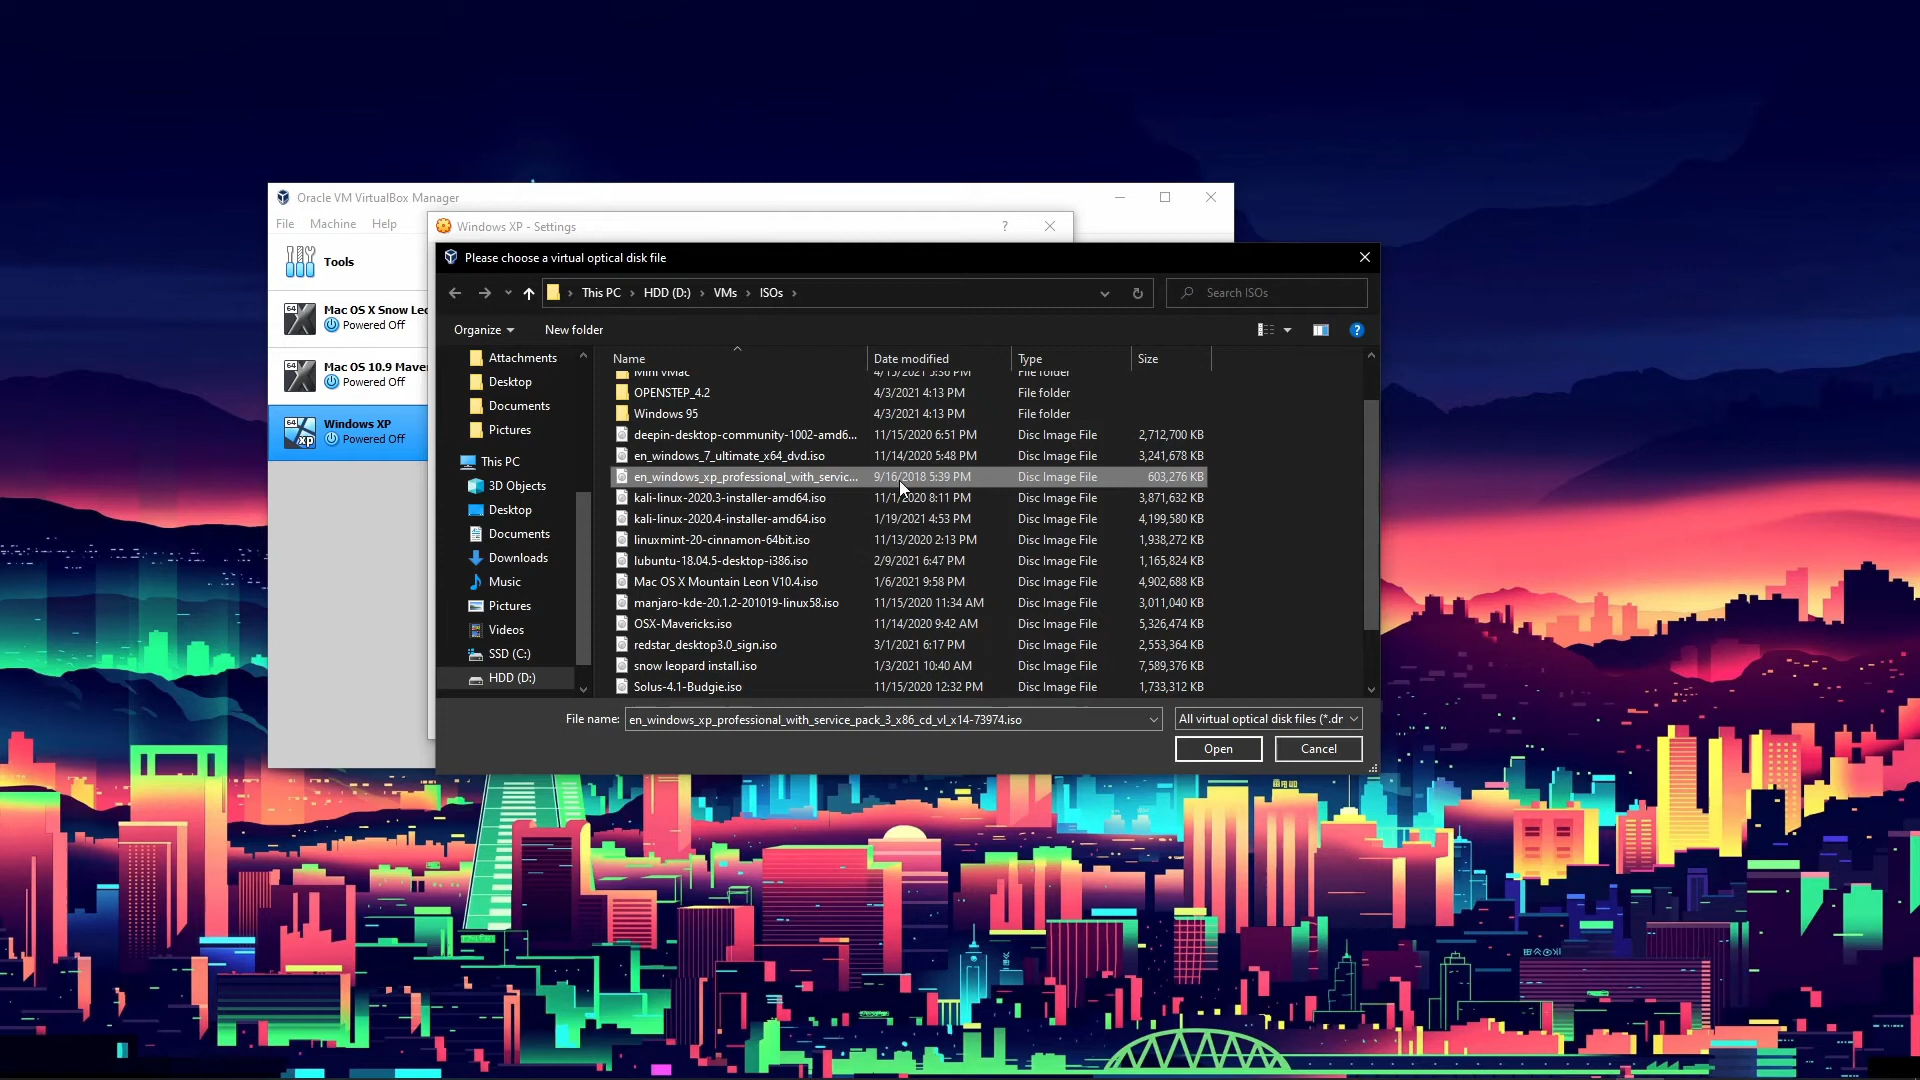 Oracle VM VirtualBox Manager
File Machine Help
Windows XP - Settings
?
Tools
64
Mac OS X Snow Leo
Powered Off
64
Mac OS 10.9 Maver
Powered Off
64
xp
Windows XP
Powered Off
Please choose a virtual optical disk file
This PC › HDD (D:) › VMs › ISOs ›
Search ISOs
Organize New folder
?
Attachments
Desktop
Documents
Pictures
This PC
3D Objects
Desktop
Documents
Downloads
Music
Pictures
Videos
SSD (C:)
HDD (D:)
Name Date modified Type Size
Mini vMac 4/15/2021 5:56 PM File folder
OPENSTEP_4.2 4/3/2021 4:13 PM File folder
Windows 95 4/3/2021 4:13 PM File folder
deepin-desktop-community-1002-amd6... 11/15/2020 6:51 PM Disc Image File 2,712,700 KB
en_windows_7_ultimate_x64_dvd.iso 11/14/2020 5:48 PM Disc Image File 3,241,678 KB
en_windows_xp_professional_with_servic... 9/16/2018 5:39 PM Disc Image File 603,276 KB
kali-linux-2020.3-installer-amd64.iso 11/1/2020 8:11 PM Disc Image File 3,871,632 KB
kali-linux-2020.4-installer-amd64.iso 1/19/2021 4:53 PM Disc Image File 4,199,580 KB
linuxmint-20-cinnamon-64bit.iso 11/13/2020 2:13 PM Disc Image File 1,938,272 KB
lubuntu-18.04.5-desktop-i386.iso 2/9/2021 6:47 PM Disc Image File 1,165,824 KB
Mac OS X Mountain Leon V10.4.iso 1/6/2021 9:58 PM Disc Image File 4,902,688 KB
manjaro-kde-20.1.2-201019-linux58.iso 11/15/2020 11:34 AM Disc Image File 3,011,040 KB
OSX-Mavericks.iso 11/14/2020 9:42 AM Disc Image File 5,326,474 KB
redstar_desktop3.0_sign.iso 3/1/2021 6:17 PM Disc Image File 2,553,364 KB
snow leopard install.iso 1/3/2021 10:40 AM Disc Image File 7,589,376 KB
Solus-4.1-Budgie.iso 11/15/2020 12:32 PM Disc Image File 1,733,312 KB
File name: en_windows_xp_professional_with_service_pack_3_x86_cd_vl_x14-73974.iso All virtual optical disk files (*.dr
Open Cancel